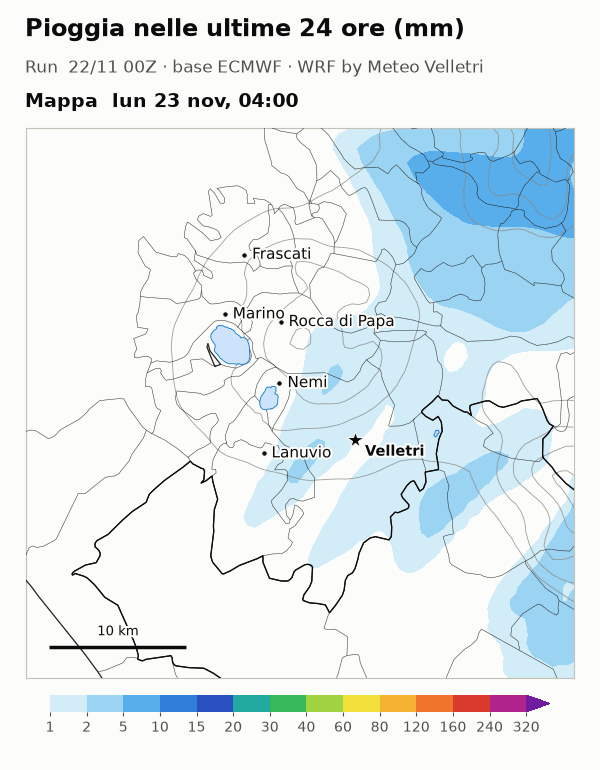 Pioggia nelle ultime 24 ore (mm)
Run  22/11 00Z · base ECMWF · WRF by Meteo Velletri
Mappa  lun 23 nov, 04:00
Frascati
Marino
Rocca di Papa
Nemi
Velletri
Lanuvio
10 km
1 2 5 10 15 20 30 40 60 80 120 160 240 320